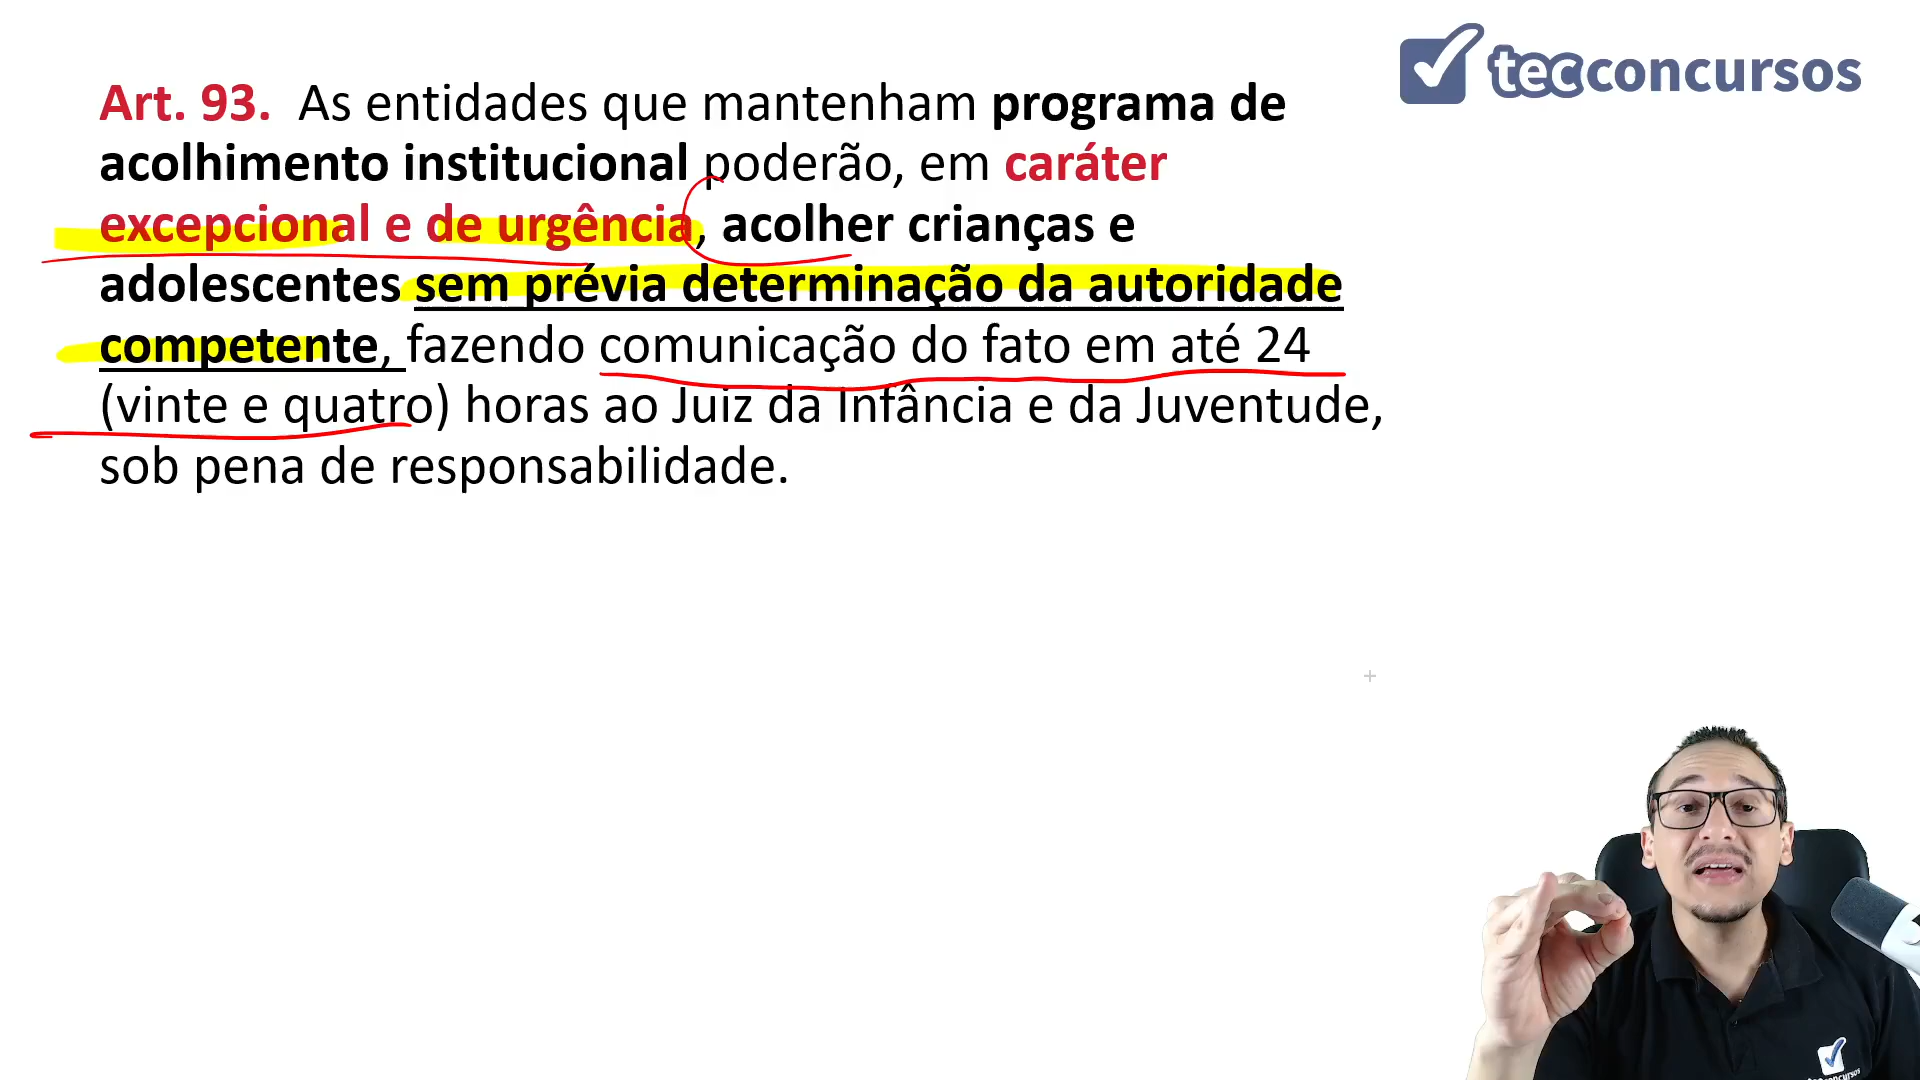 tecconcursos
Art. 93. As entidades que mantenham programa de
acolhimento institucional poderão, em caráter
excepcional e de urgência, acolher crianças e
adolescentes sem prévia determinação da autoridade
competente, fazendo comunicação do fato em até 24
(vinte e quatro) horas ao Juiz da Infância e da Juventude,
sob pena de responsabilidade.